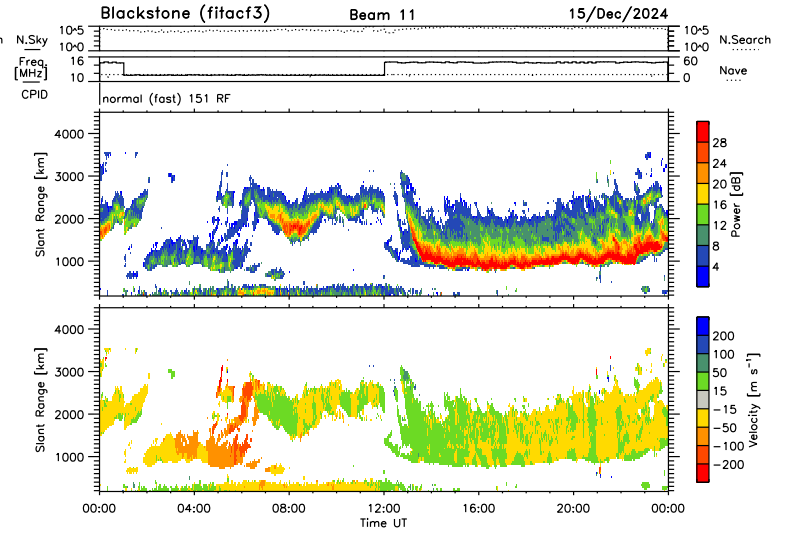 Blackstone (fitacf3) Beam 11 15/Dec/2024
N.Sky 10^5 10^0 10^5 10^0 N.Search
Freq. [MHz] 16 10 60 0 Nave
CPID normal (fast) 151 RF
4000
3000
2000
1000
Slant Range [km]
28
24
20
16
12
8
4
Power [dB]
4000
3000
2000
1000
Slant Range [km]
200
100
50
15
−15
−50
−100
−200
Velocity [m s⁻¹]
00:00 04:00 08:00 12:00 16:00 20:00 00:00
Time UT